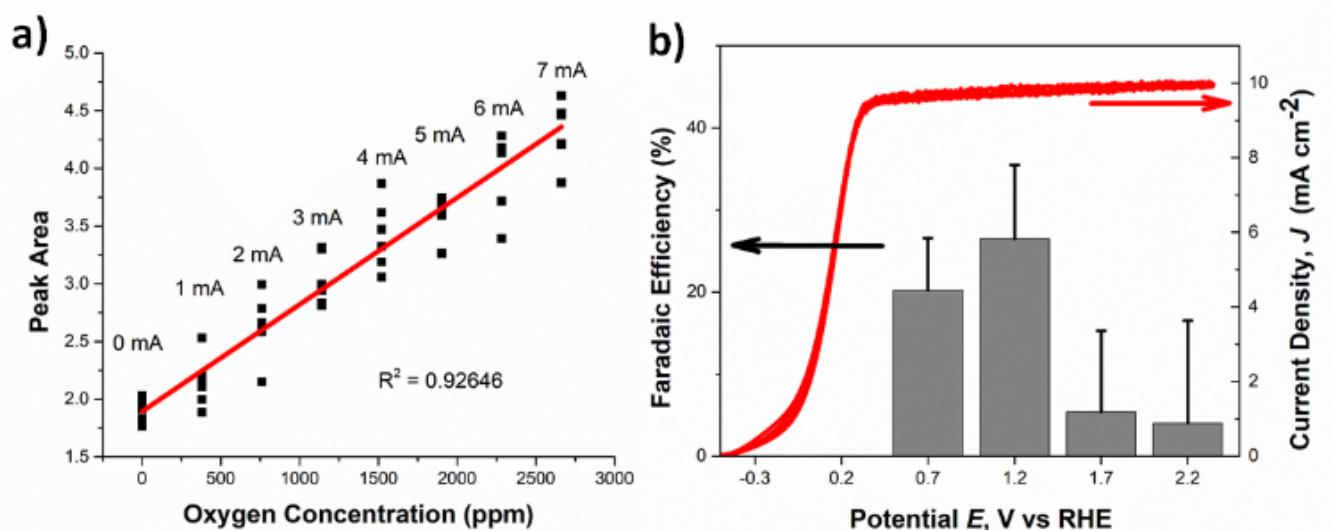 a)
5.0
4.5
4.0
3.5
3.0
2.5
2.0
1.5
Peak Area
0 mA
1 mA
2 mA
3 mA
4 mA
5 mA
6 mA
7 mA
R² = 0.92646
0 500 1000 1500 2000 2500 3000
Oxygen Concentration (ppm)
b)
40
20
0
Faradaic Efficiency (%)
10
8
6
4
2
0
Current Density, J (mA cm⁻²)
-0.3 0.2 0.7 1.2 1.7 2.2
Potential E, V vs RHE